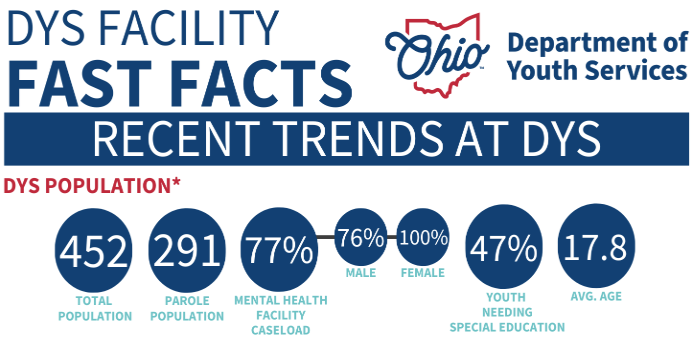 DYS FACILITY
FAST FACTS
Ohio
Department of
Youth Services
RECENT TRENDS AT DYS
DYS POPULATION*
452
TOTAL
POPULATION
291
PAROLE
POPULATION
77%
MENTAL HEALTH
FACILITY
CASELOAD
76%
MALE
100%
FEMALE
47%
YOUTH
NEEDING
SPECIAL EDUCATION
17.8
AVG. AGE